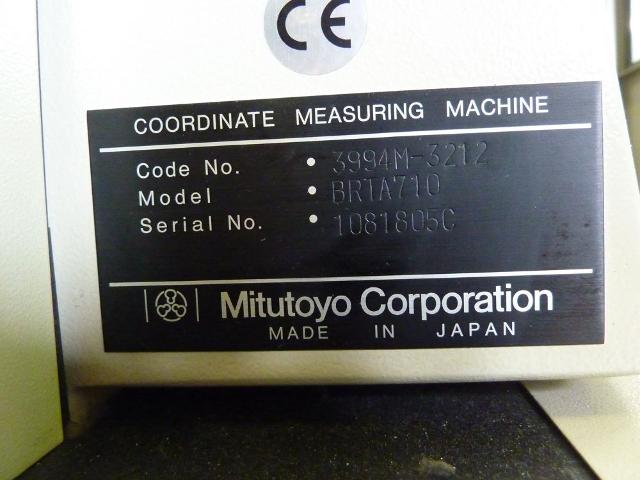 CE
COORDINATE MEASURING MACHINE
Code No. • 3994M-3212
Model • BRTA710
Serial No. • 1081805C
Mitutoyo Corporation
MADE IN JAPAN